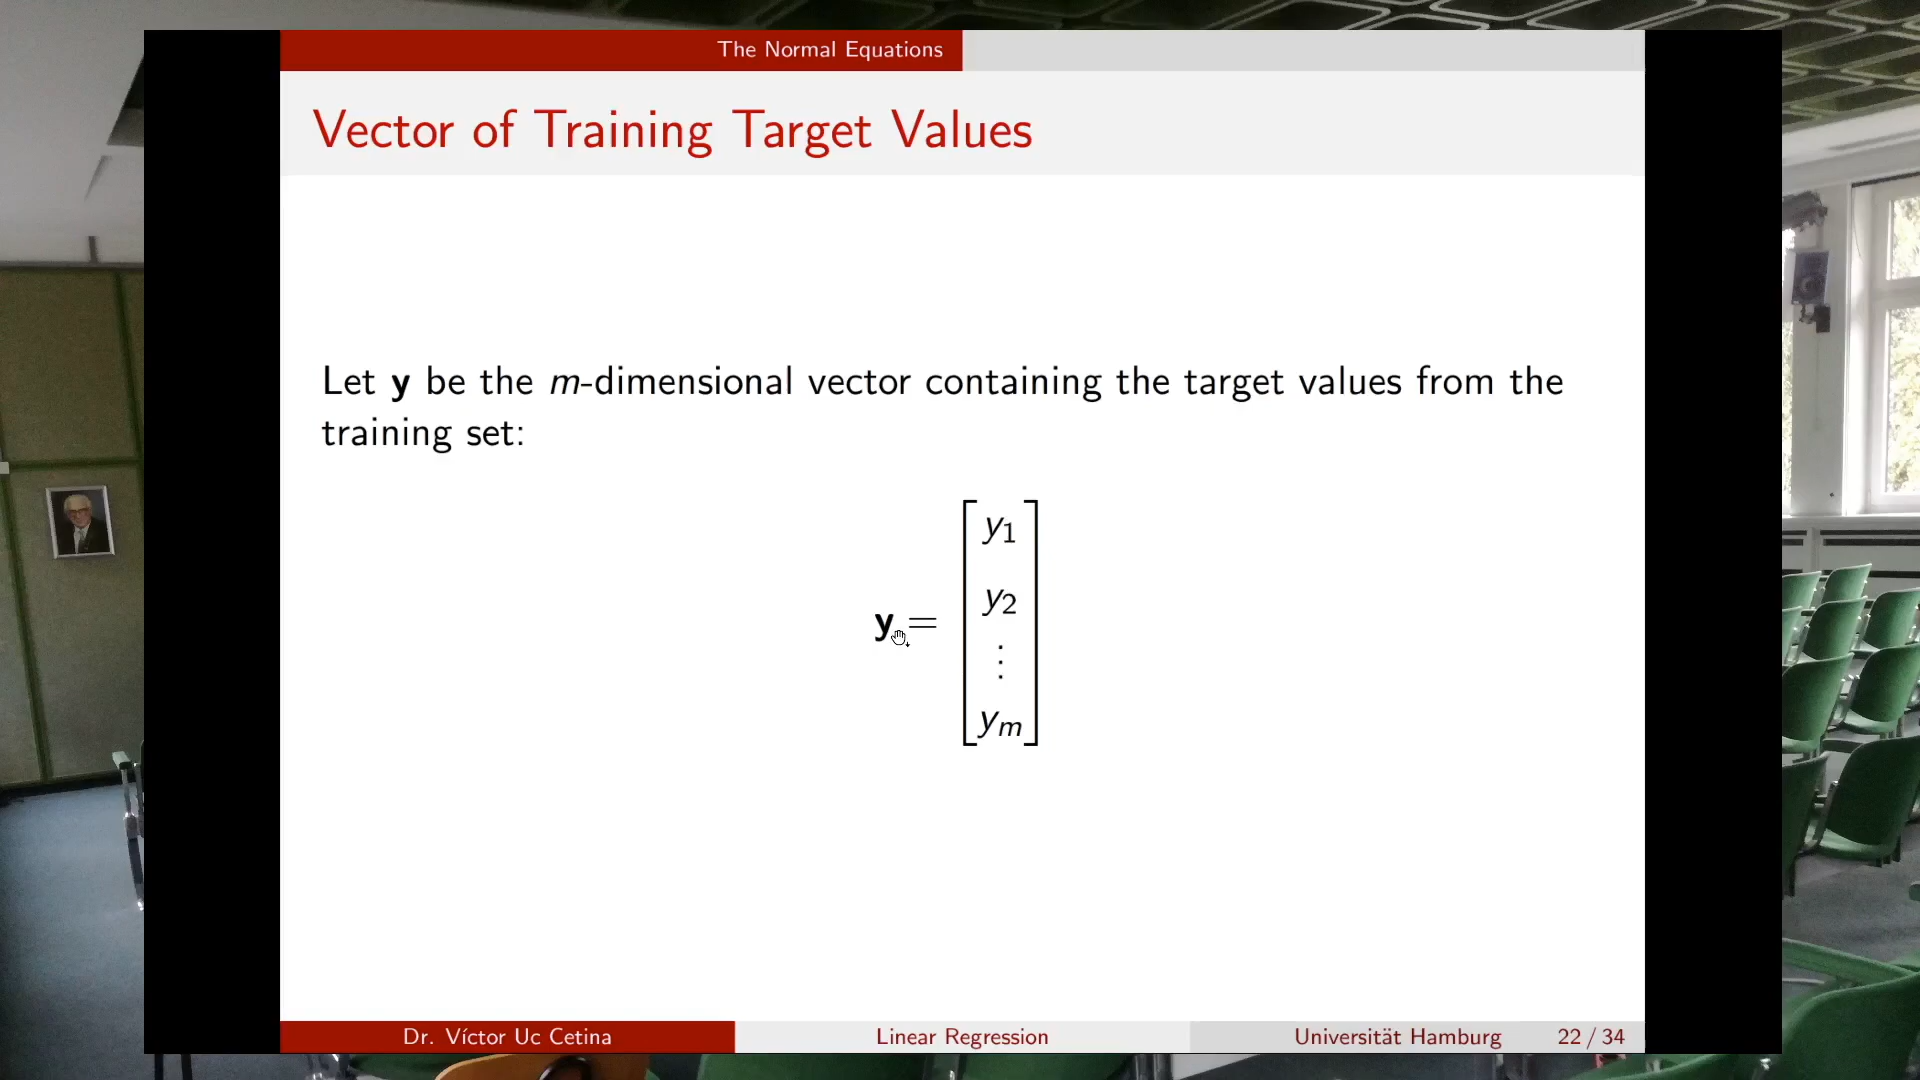 The Normal Equations
Vector of Training Target Values
Let y be the m-dimensional vector containing the target values from the
training set:
y =
y1
y2
⋮
ym
Dr. Víctor Uc Cetina
Linear Regression
Universität Hamburg
22 / 34